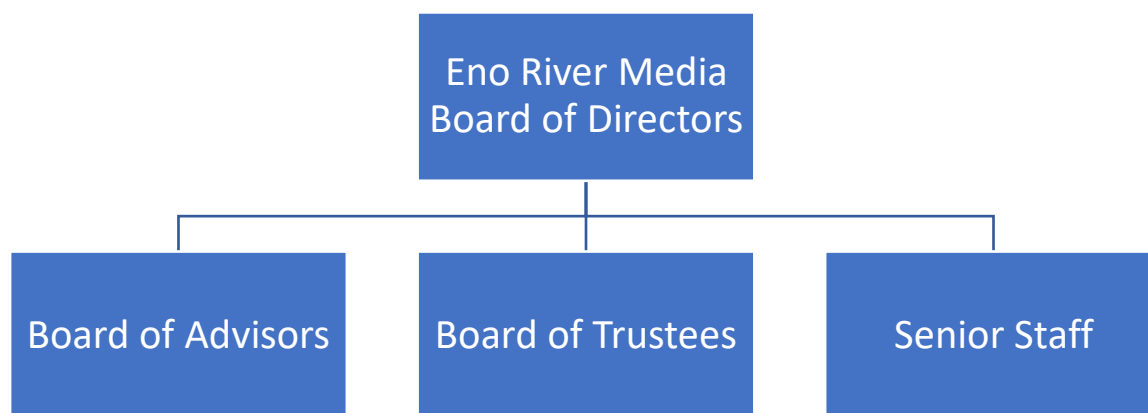 Eno River Media
Board of Directors
Board of Advisors
Board of Trustees
Senior Staff